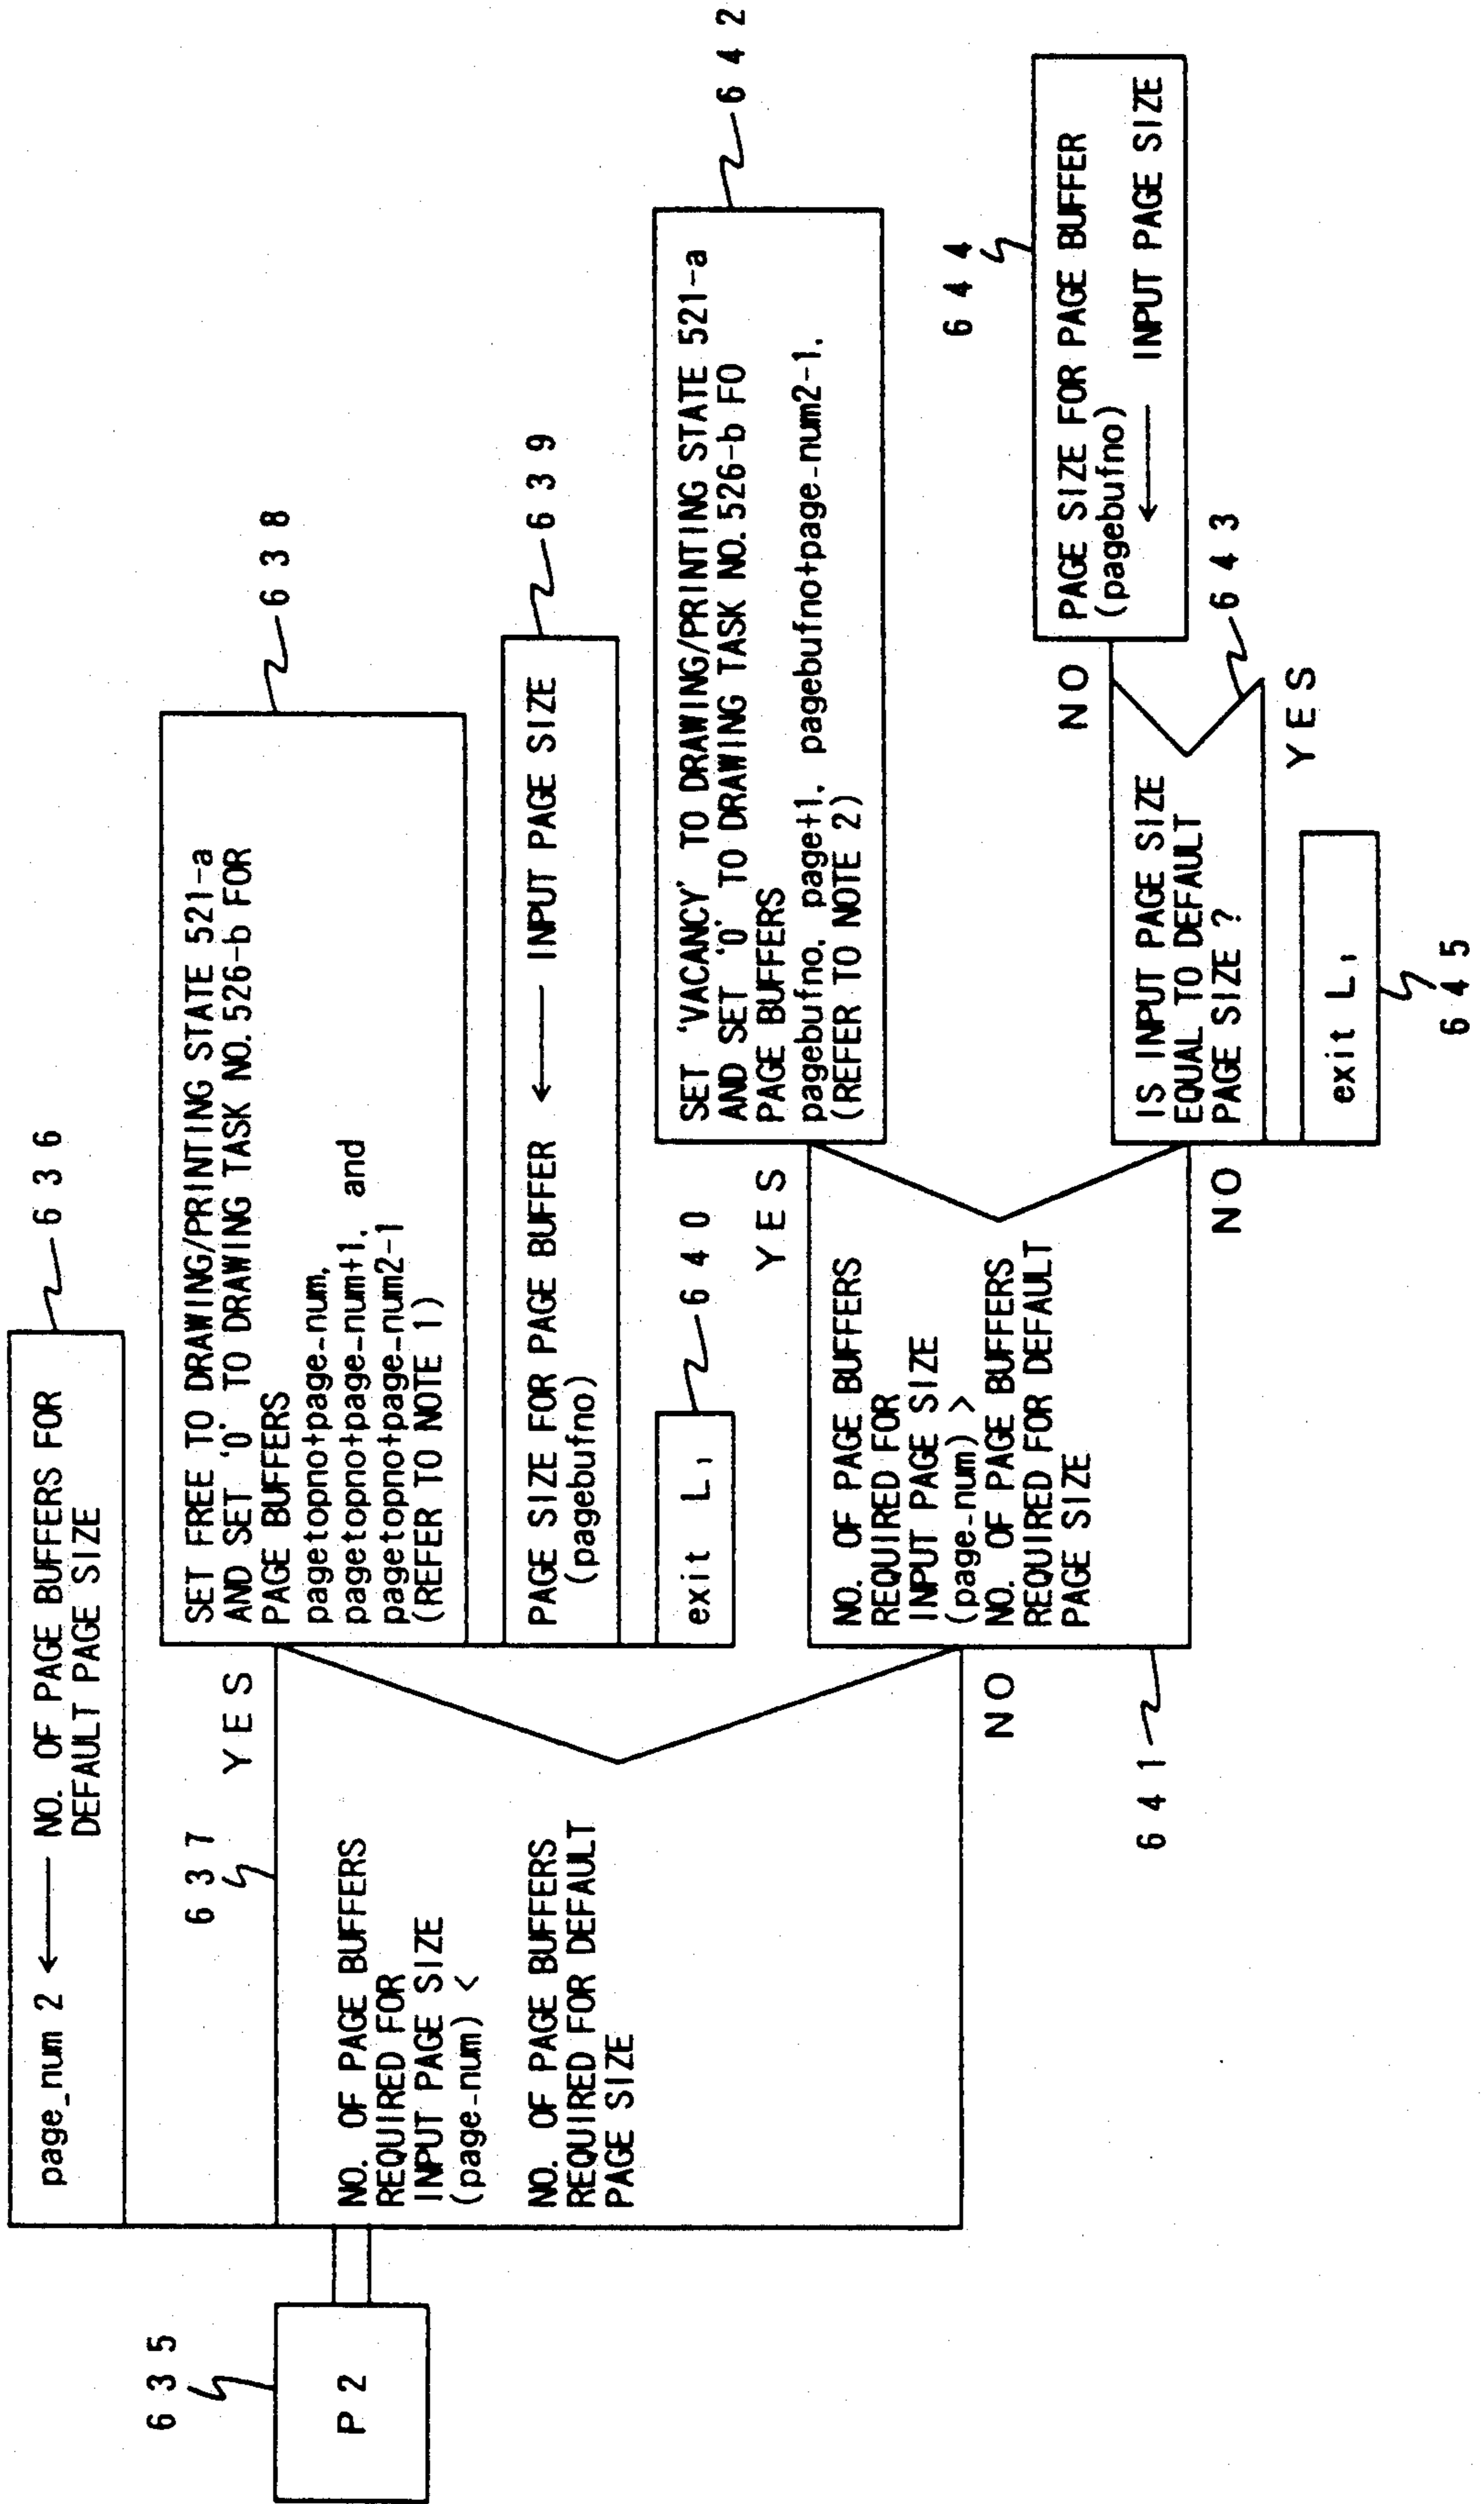 6 3 5
P 2
6 3 6
page_num 2 ← NO. OF PAGE BUFFERS FOR
DEFAULT PAGE SIZE
6 3 7
NO. OF PAGE BUFFERS
REQUIRED FOR
INPUT PAGE SIZE
(page-num) <
NO. OF PAGE BUFFERS
REQUIRED FOR DEFAULT
PAGE SIZE
YES
NO
6 3 8
SET FREE TO DRAWING/PRINTING STATE 521-a
AND SET '0' TO DRAWING TASK NO. 526-b FOR
PAGE BUFFERS
pagetopno+page-num,
pagetopno+page-num+1, and
pagetopno+page-num2-1
(REFER TO NOTE 1)
6 3 9
PAGE SIZE FOR PAGE BUFFER ← INPUT PAGE SIZE
(pagebufno)
6 4 0
exit L1
6 4 1
NO. OF PAGE BUFFERS
REQUIRED FOR
INPUT PAGE SIZE
(page-num) >
NO. OF PAGE BUFFERS
REQUIRED FOR DEFAULT
PAGE SIZE
YES
NO
6 4 2
SET 'VACANCY' TO DRAWING/PRINTING STATE 521-a
AND SET '0' TO DRAWING TASK NO. 526-b FO
PAGE BUFFERS
pagebufno, page+1, pagebufno+page-num2-1,
(REFER TO NOTE 2)
6 4 3
IS INPUT PAGE SIZE
EQUAL TO DEFAULT
PAGE SIZE ?
NO
YES
6 4 4
PAGE SIZE FOR PAGE BUFFER
(pagebufno)
← INPUT PAGE SIZE
exit L1
6 4 5